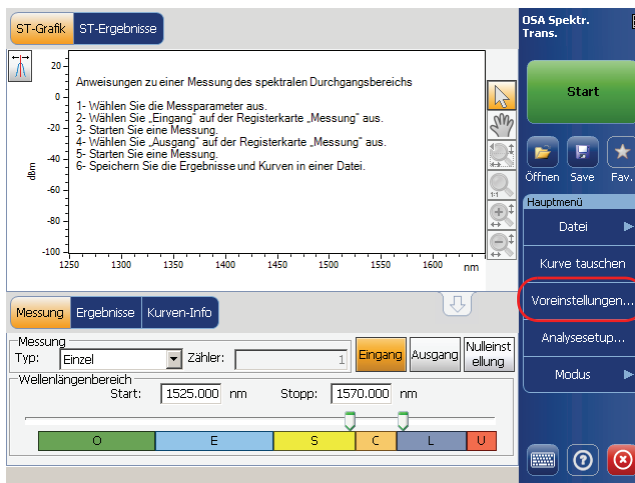 ST-Grafik ST-Ergebnisse
OSA Spektr.
Trans.
Anweisungen zu einer Messung des spektralen Durchgangsbereichs
1- Wählen Sie die Messparameter aus.
2- Wählen Sie „Eingang" auf der Registerkarte „Messung" aus.
3- Starten Sie eine Messung.
4- Wählen Sie „Ausgang" auf der Registerkarte „Messung" aus.
5- Starten Sie eine Messung.
6- Speichern Sie die Ergebnisse und Kurven in einer Datei.
dBm
20
0
-20
-40
-60
-80
-100
1250 1300 1350 1400 1450 1500 1550 1600 nm
1:1
Start
Öffnen Save Fav.
Hauptmenü
Datei
Kurve tauschen
Voreinstellungen...
Analysesetup...
Modus
Messung Ergebnisse Kurven-Info
Messung
Typ: Einzel Zähler: 1 Eingang Ausgang Nulleinst
ellung
Wellenlängenbereich
Start: 1525.000 nm Stopp: 1570.000 nm
O E S C L U